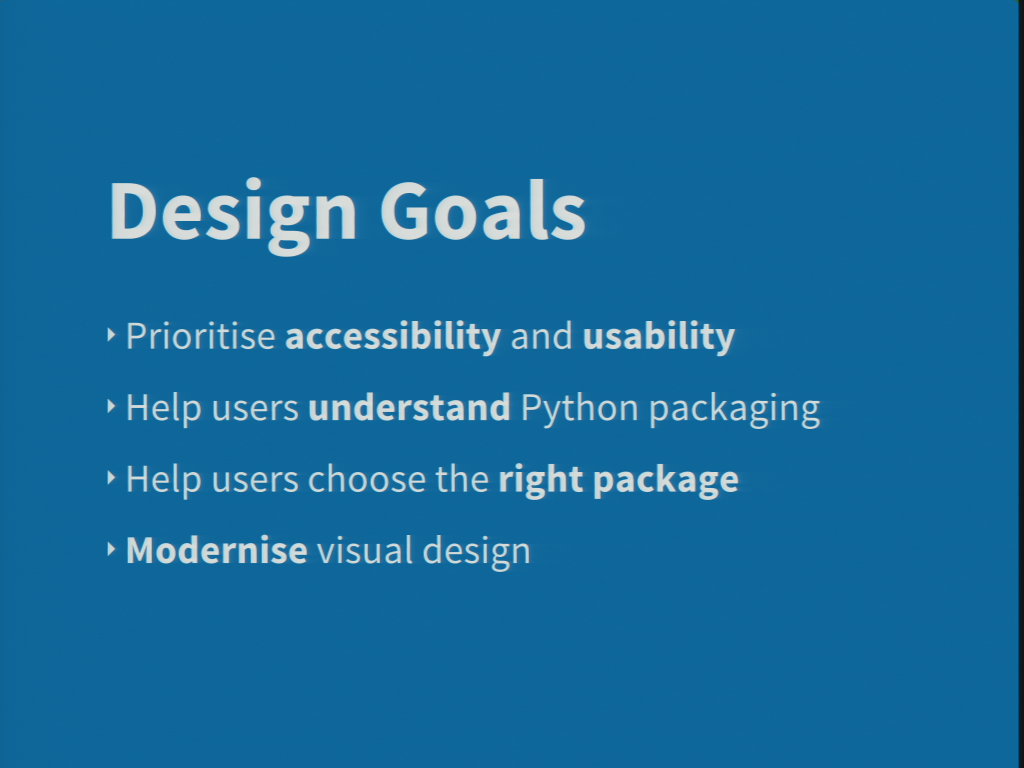 Design Goals
Prioritise accessibility and usability
Help users understand Python packaging
Help users choose the right package
Modernise visual design